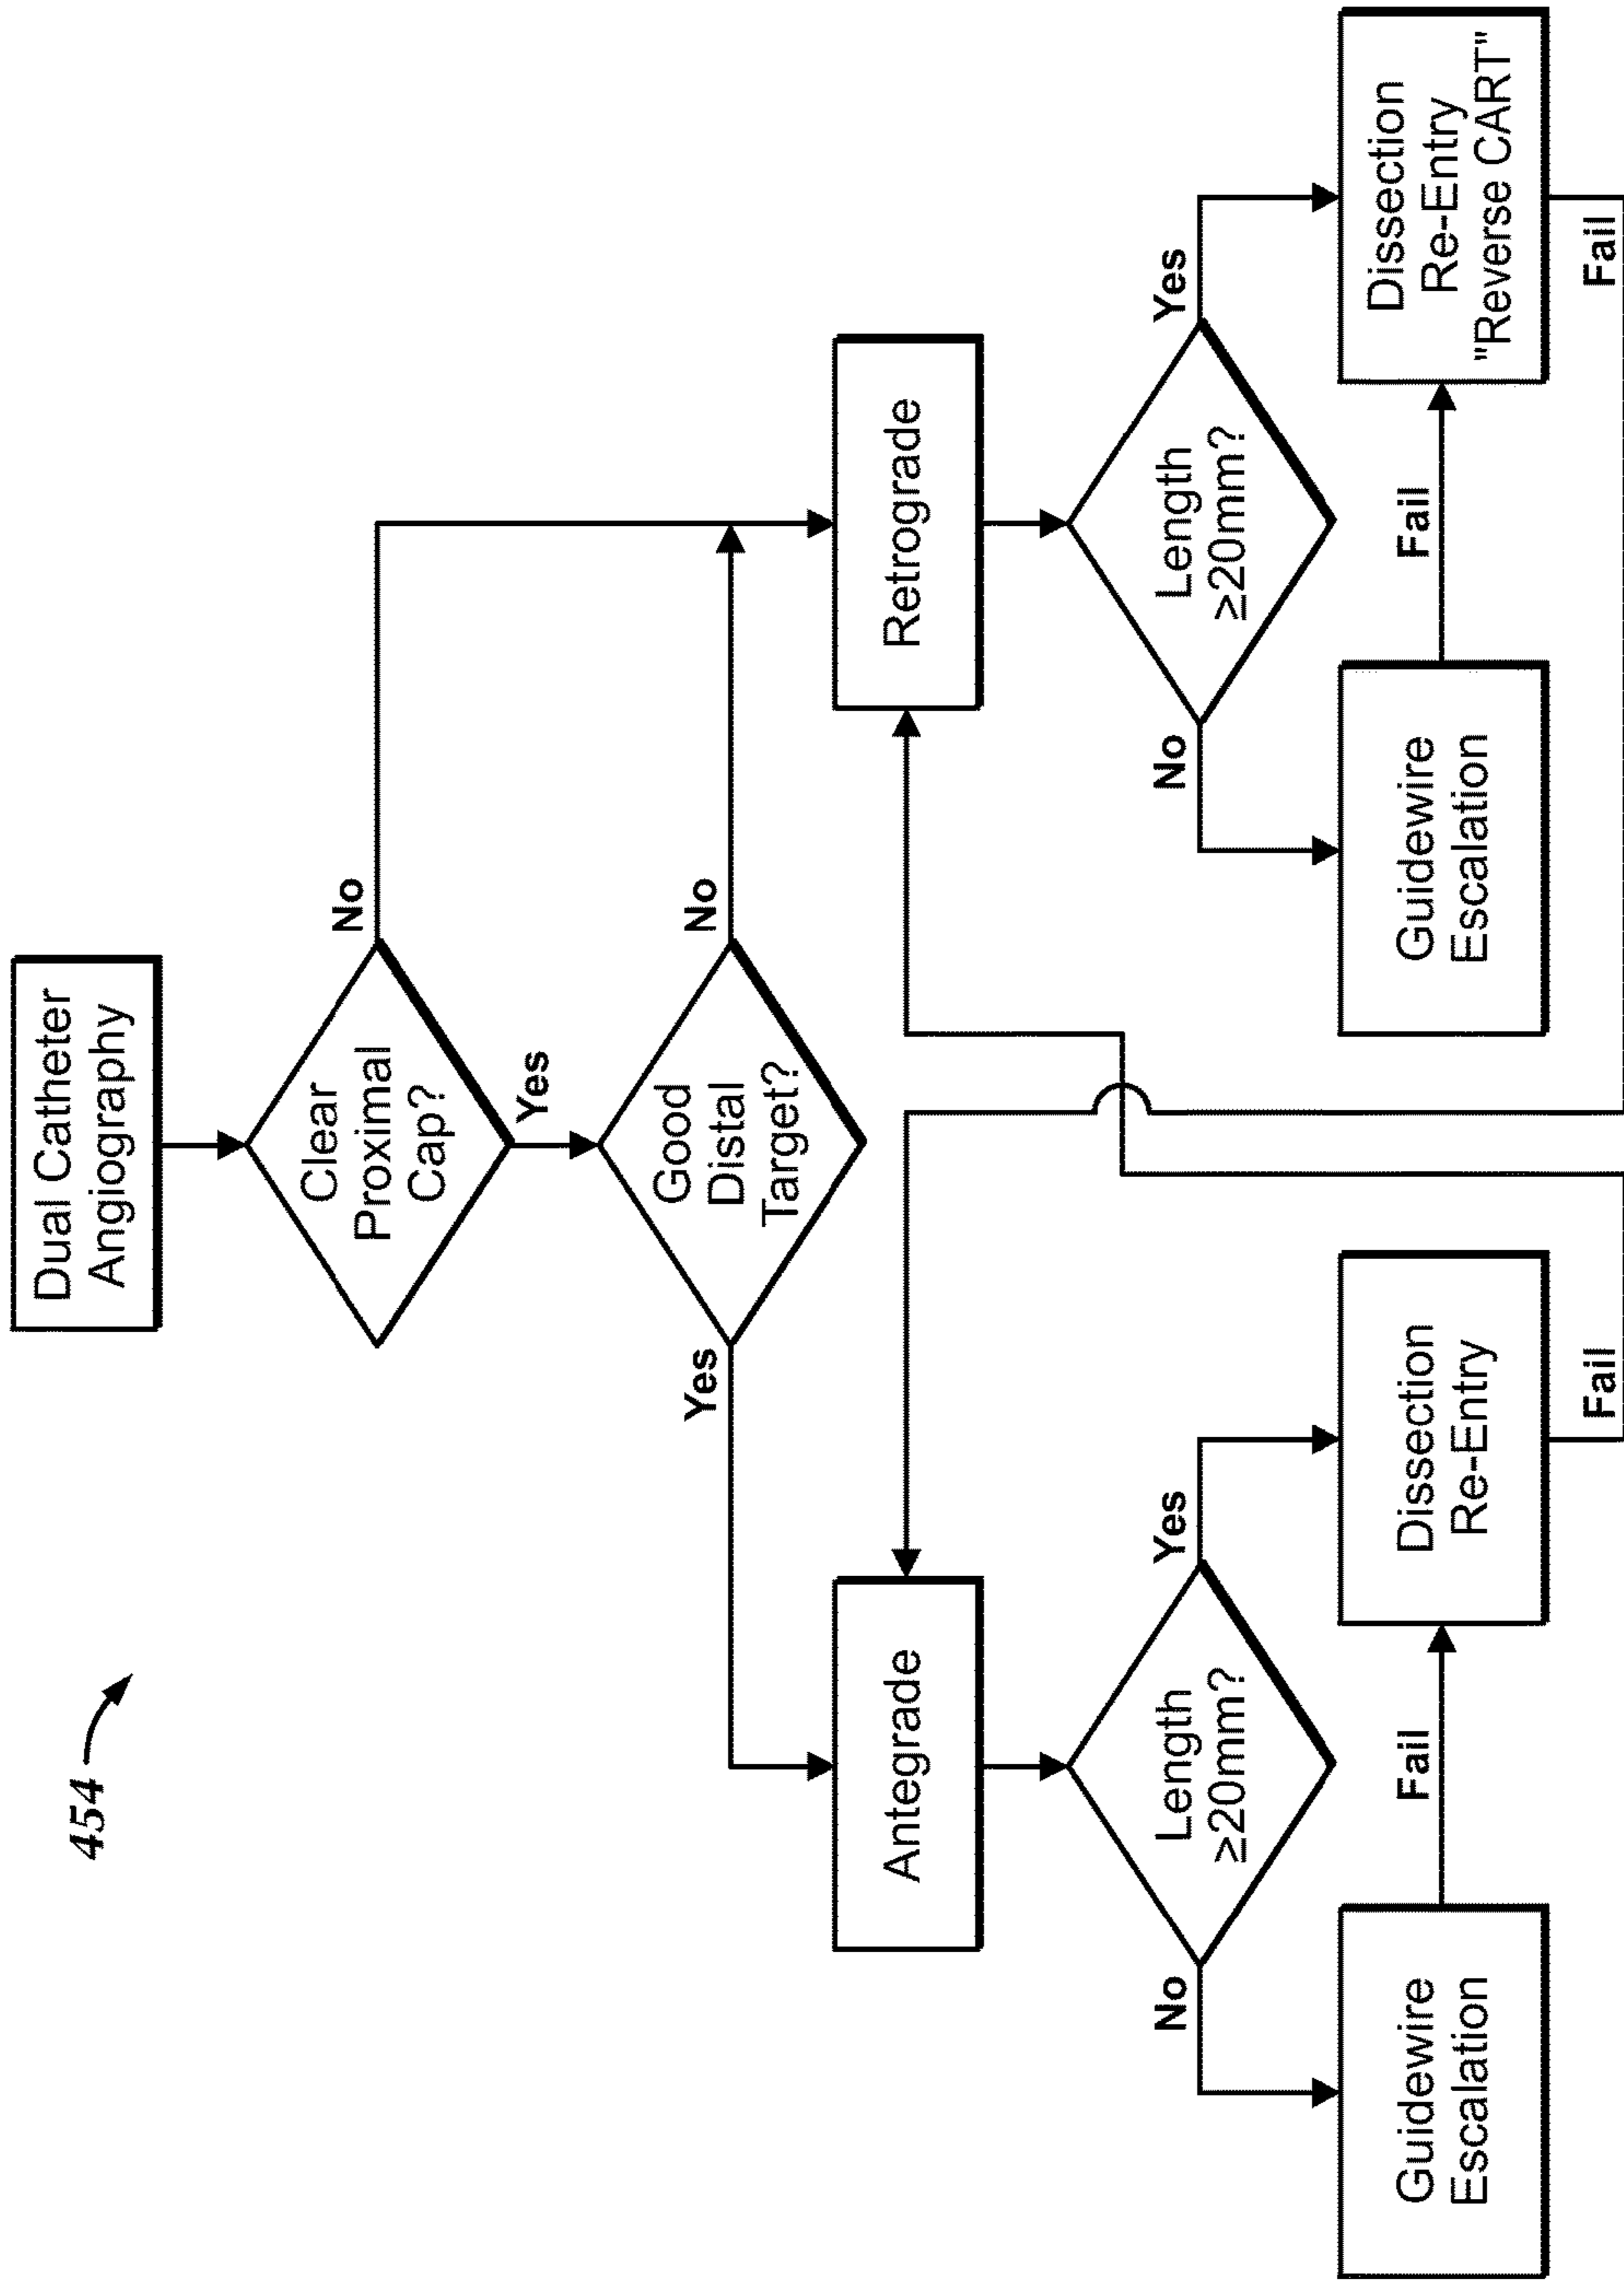 454
Dual Catheter
Angiography
Clear
Proximal
Cap?
No
Yes
Good
Distal
Target?
Yes
No
Antegrade
Retrograde
Length
≥20mm?
No
Yes
Length
≥20mm?
No
Yes
Guidewire
Escalation
Fail
Dissection
Re-Entry
Guidewire
Escalation
Fail
Dissection
Re-Entry
"Reverse CART"
Fail
Fail